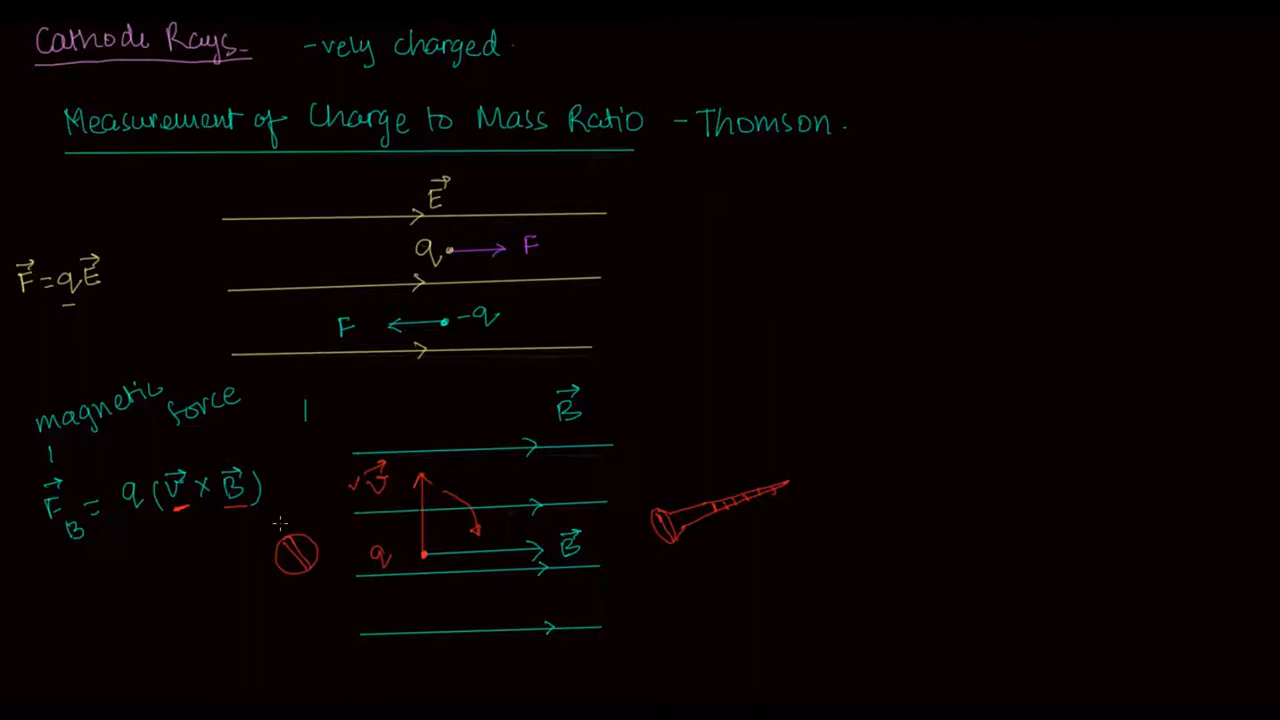 Cathode Rays - -vely charged.
Measurement of Charge to Mass Ratio - Thomson.
E
q F
F = qE
F -q
magnetic force
B
F_B = q(v × B)
v
q B